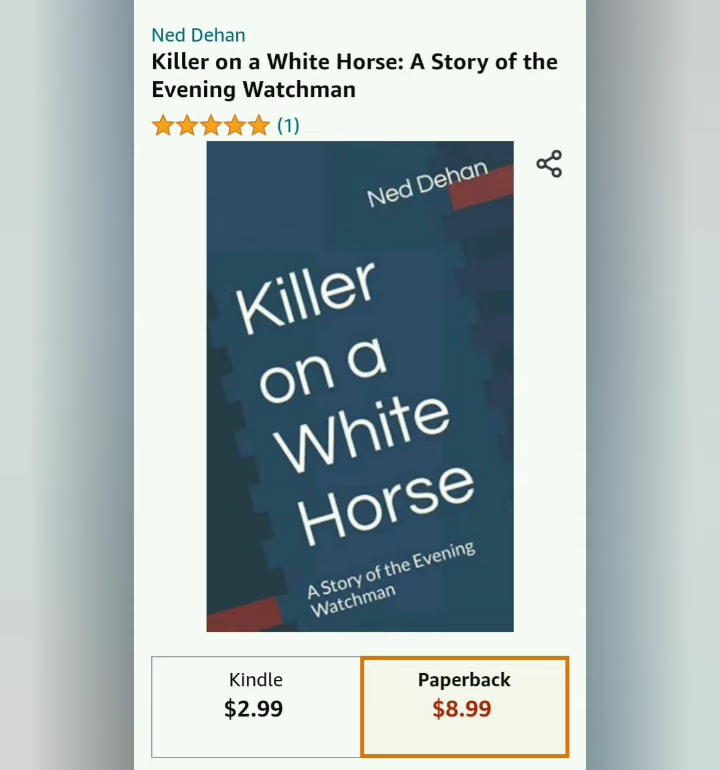 Ned Dehan
Killer on a White Horse: A Story of the
Evening Watchman
(1)
Ned Dehan
Killer
on a
White
Horse
A Story of the Evening
Watchman
Kindle
$2.99
Paperback
$8.99